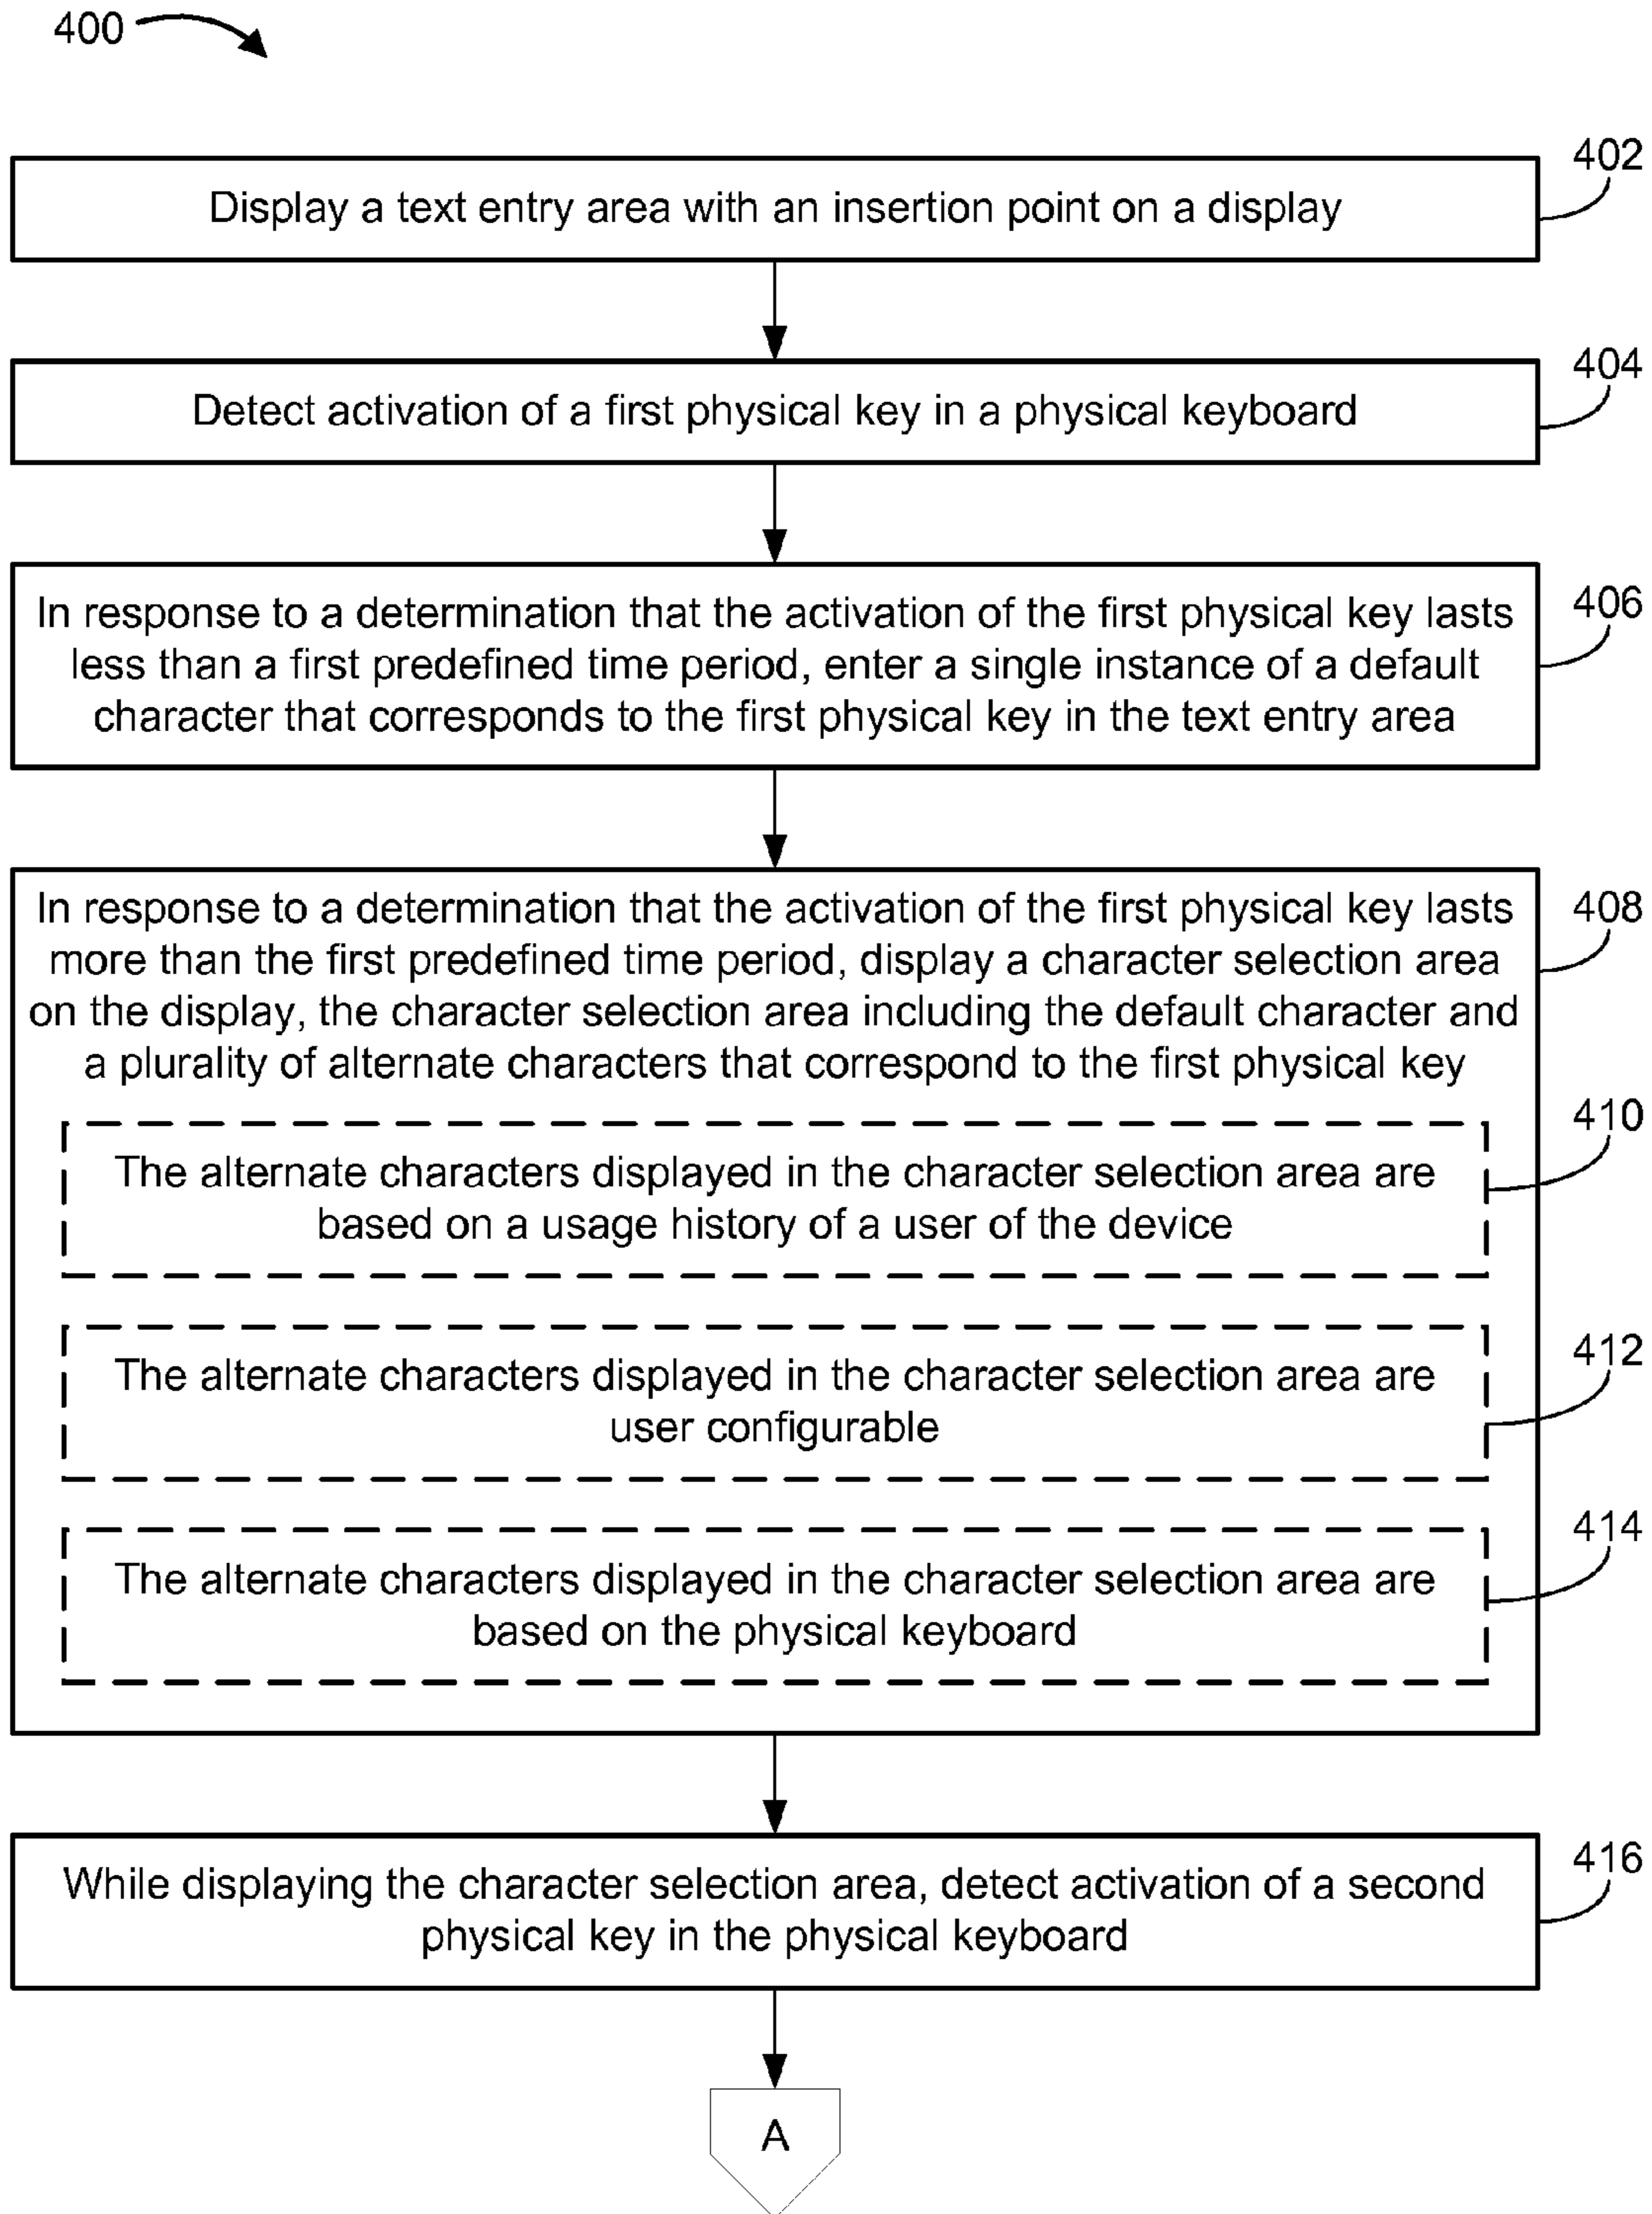 400
402
Display a text entry area with an insertion point on a display
404
Detect activation of a first physical key in a physical keyboard
406
In response to a determination that the activation of the first physical key lasts
less than a first predefined time period, enter a single instance of a default
character that corresponds to the first physical key in the text entry area
408
In response to a determination that the activation of the first physical key lasts
more than the first predefined time period, display a character selection area
on the display, the character selection area including the default character and
a plurality of alternate characters that correspond to the first physical key
410
The alternate characters displayed in the character selection area are
based on a usage history of a user of the device
412
The alternate characters displayed in the character selection area are
user configurable
414
The alternate characters displayed in the character selection area are
based on the physical keyboard
416
While displaying the character selection area, detect activation of a second
physical key in the physical keyboard
A